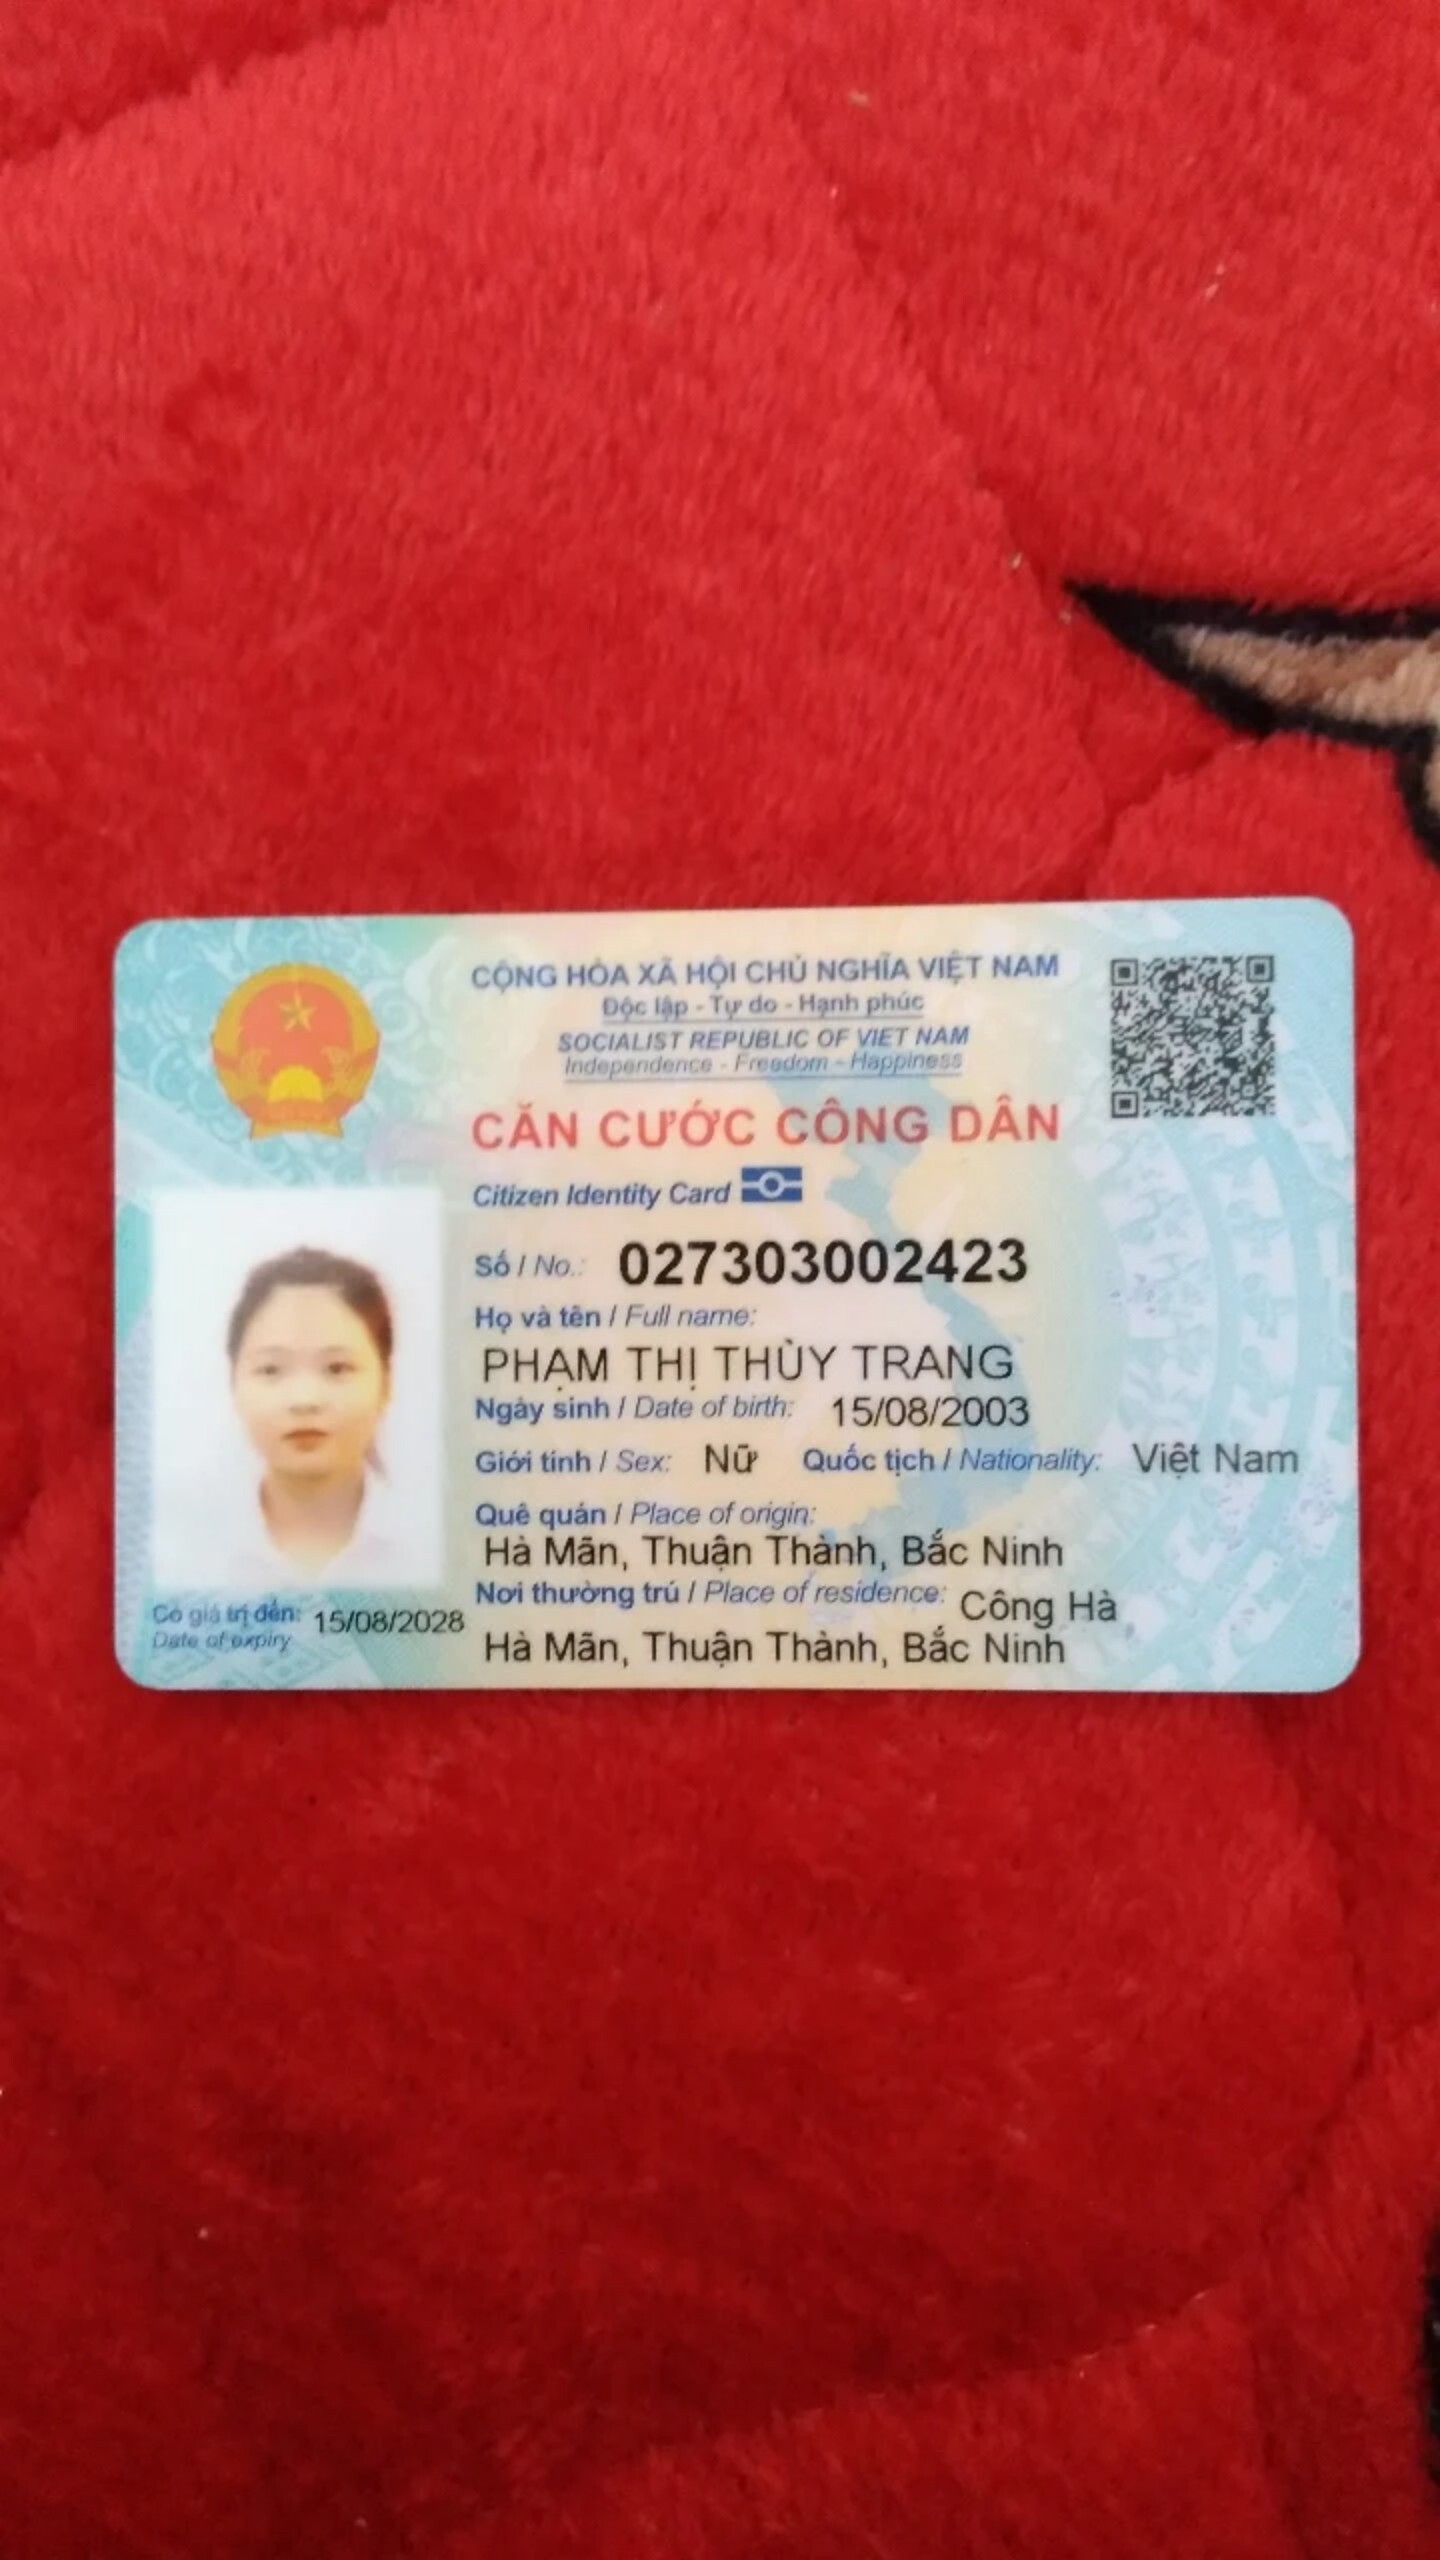 CỘNG HÒA XÃ HỘI CHỦ NGHĨA VIỆT NAM
Độc lập - Tự do - Hạnh phúc
SOCIALIST REPUBLIC OF VIET NAM
Independence - Freedom - Happiness
CĂN CƯỚC CÔNG DÂN
Citizen Identity Card
Số / No.: 027303002423
Họ và tên / Full name:
PHẠM THỊ THÙY TRANG
Ngày sinh / Date of birth: 15/08/2003
Giới tính / Sex: Nữ Quốc tịch / Nationality: Việt Nam
Quê quán / Place of origin:
Hà Mãn, Thuận Thành, Bắc Ninh
Nơi thường trú / Place of residence: Công Hà
Hà Mãn, Thuận Thành, Bắc Ninh
Có giá trị đến: 15/08/2028
Date of expiry